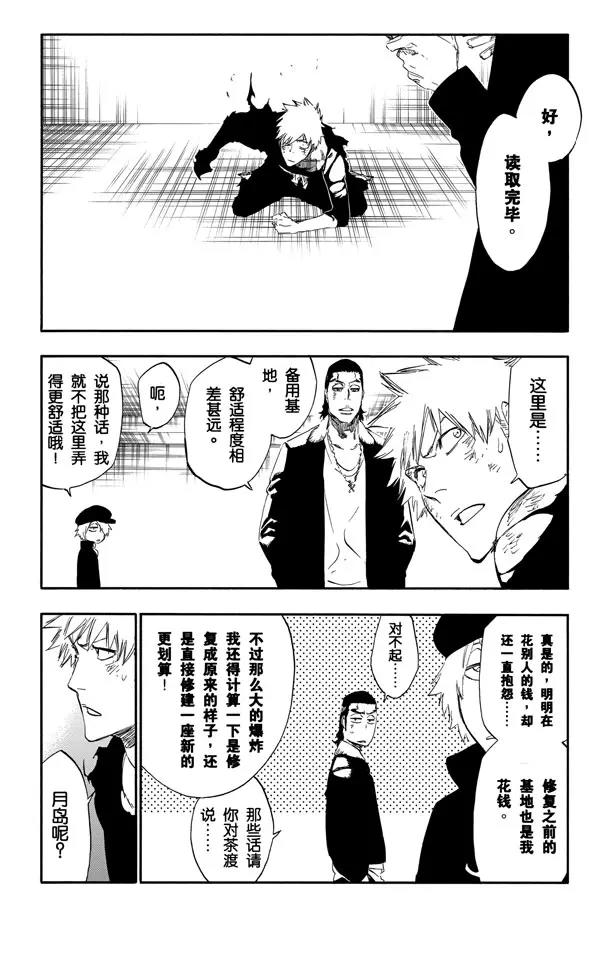 好，
读取完毕。
这里是……
备用基
地，
舒适程度相
差甚远。
呃，
说那种话，我
就不把这里弄
得更舒适哦！
真是的，明明在
花别人的钱，却
还一直抱怨……
修复之前的
基地也是我
花钱。
对不起……
那些话请
你对茶渡
说……
不过那么大的爆炸
我还得计算一下是修
复成原来的样子，还
是直接修建一座新的
更划算！
月岛呢？